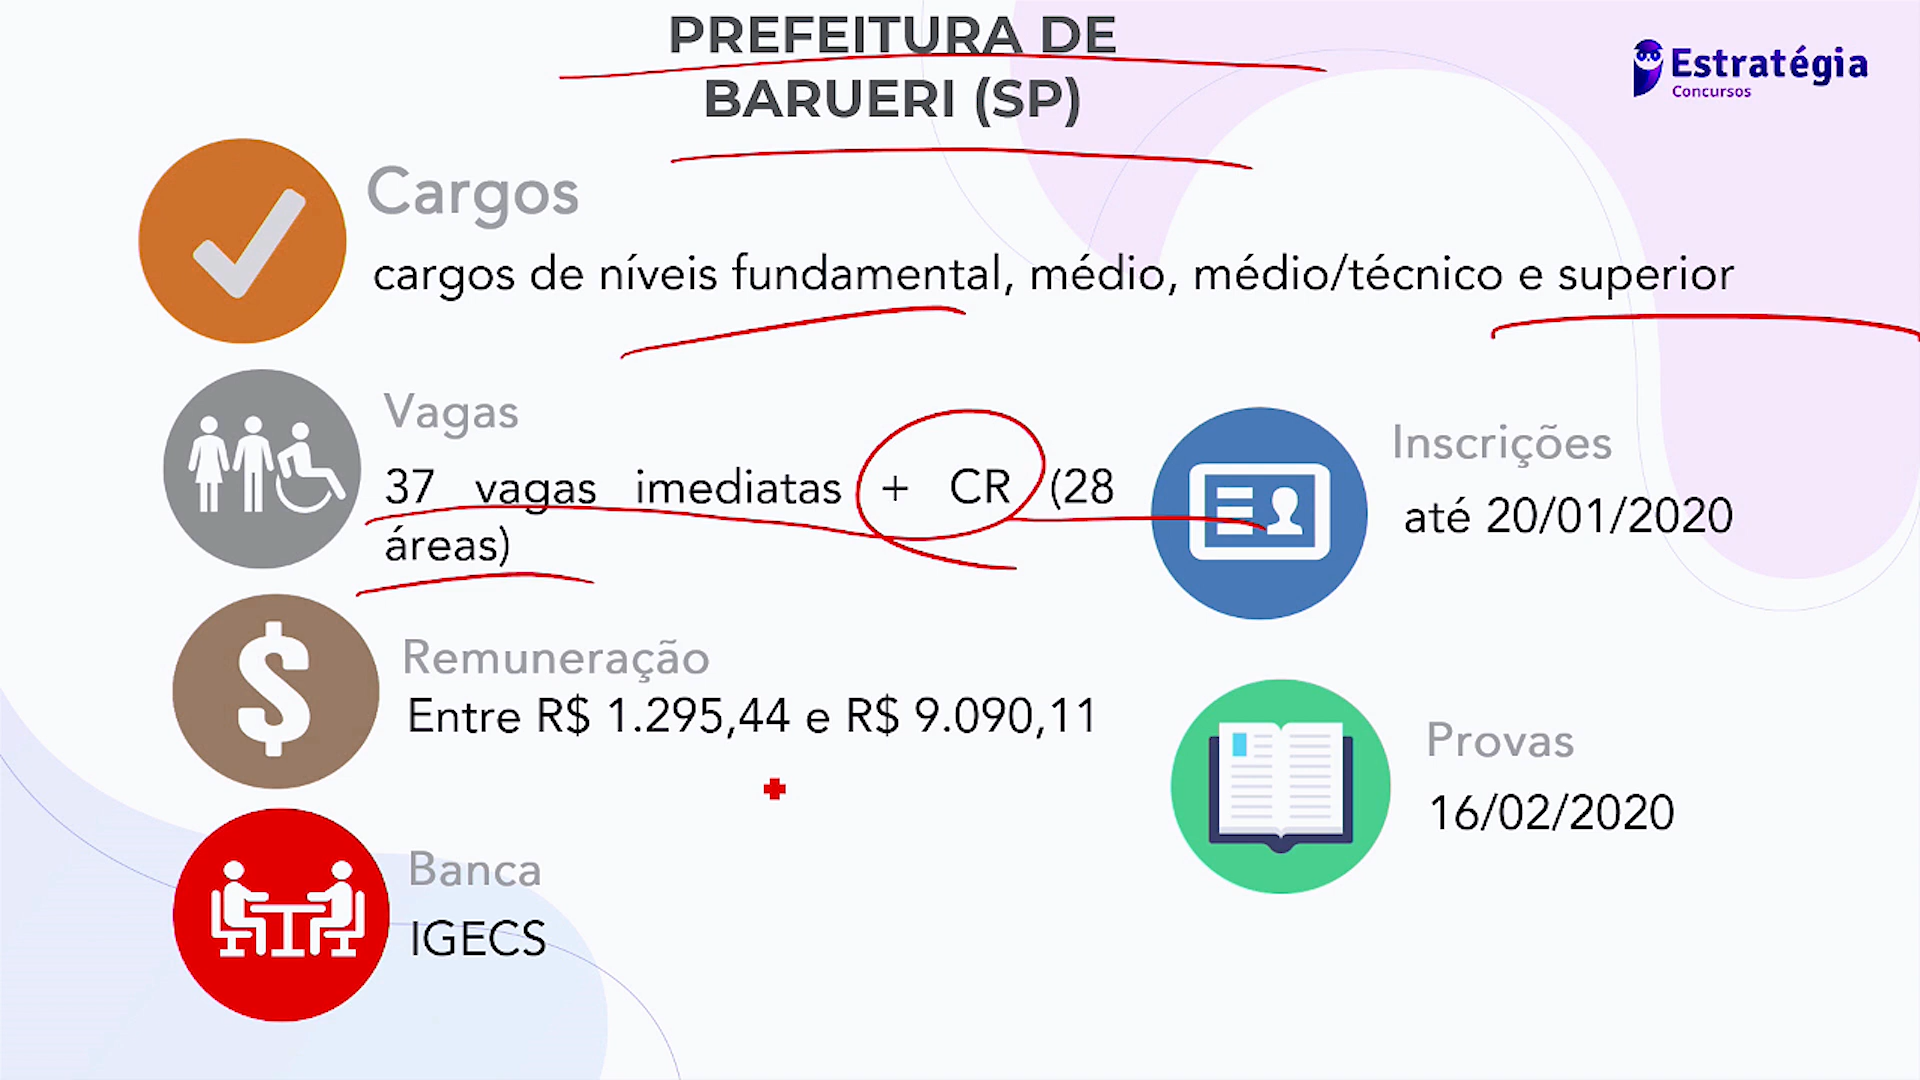 PREFEITURA DE
BARUERI (SP)
Estratégia
Concursos
Cargos
cargos de níveis fundamental, médio, médio/técnico e superior
Vagas
37 vagas imediatas + CR (28
áreas)
Inscrições
até 20/01/2020
Remuneração
Entre R$ 1.295,44 e R$ 9.090,11
Provas
16/02/2020
Banca
IGECS